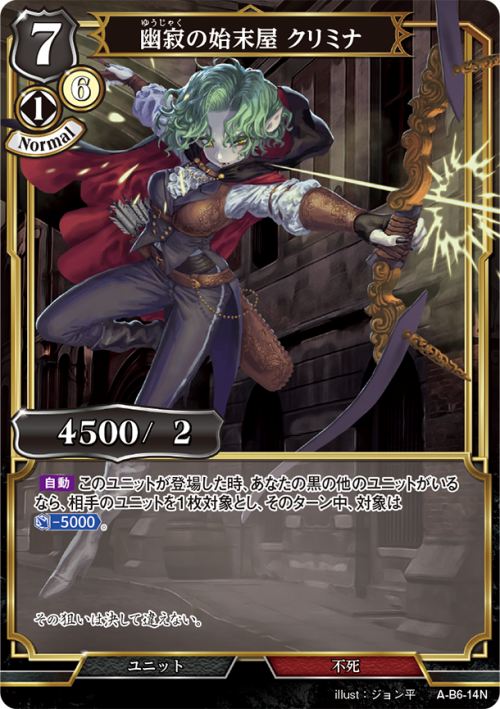 7
ゆうじゃく
幽寂の始末屋 クリミナ
6
1
Normal
4500/ 2
自動 このユニットが登場した時、あなたの黒の他のユニットがいる
なら、相手のユニットを1枚対象とし、そのターン中、対象は
-5000。
その狙いは決して違えない。
ユニット
不死
illust：ジョン平
A-B6-14N